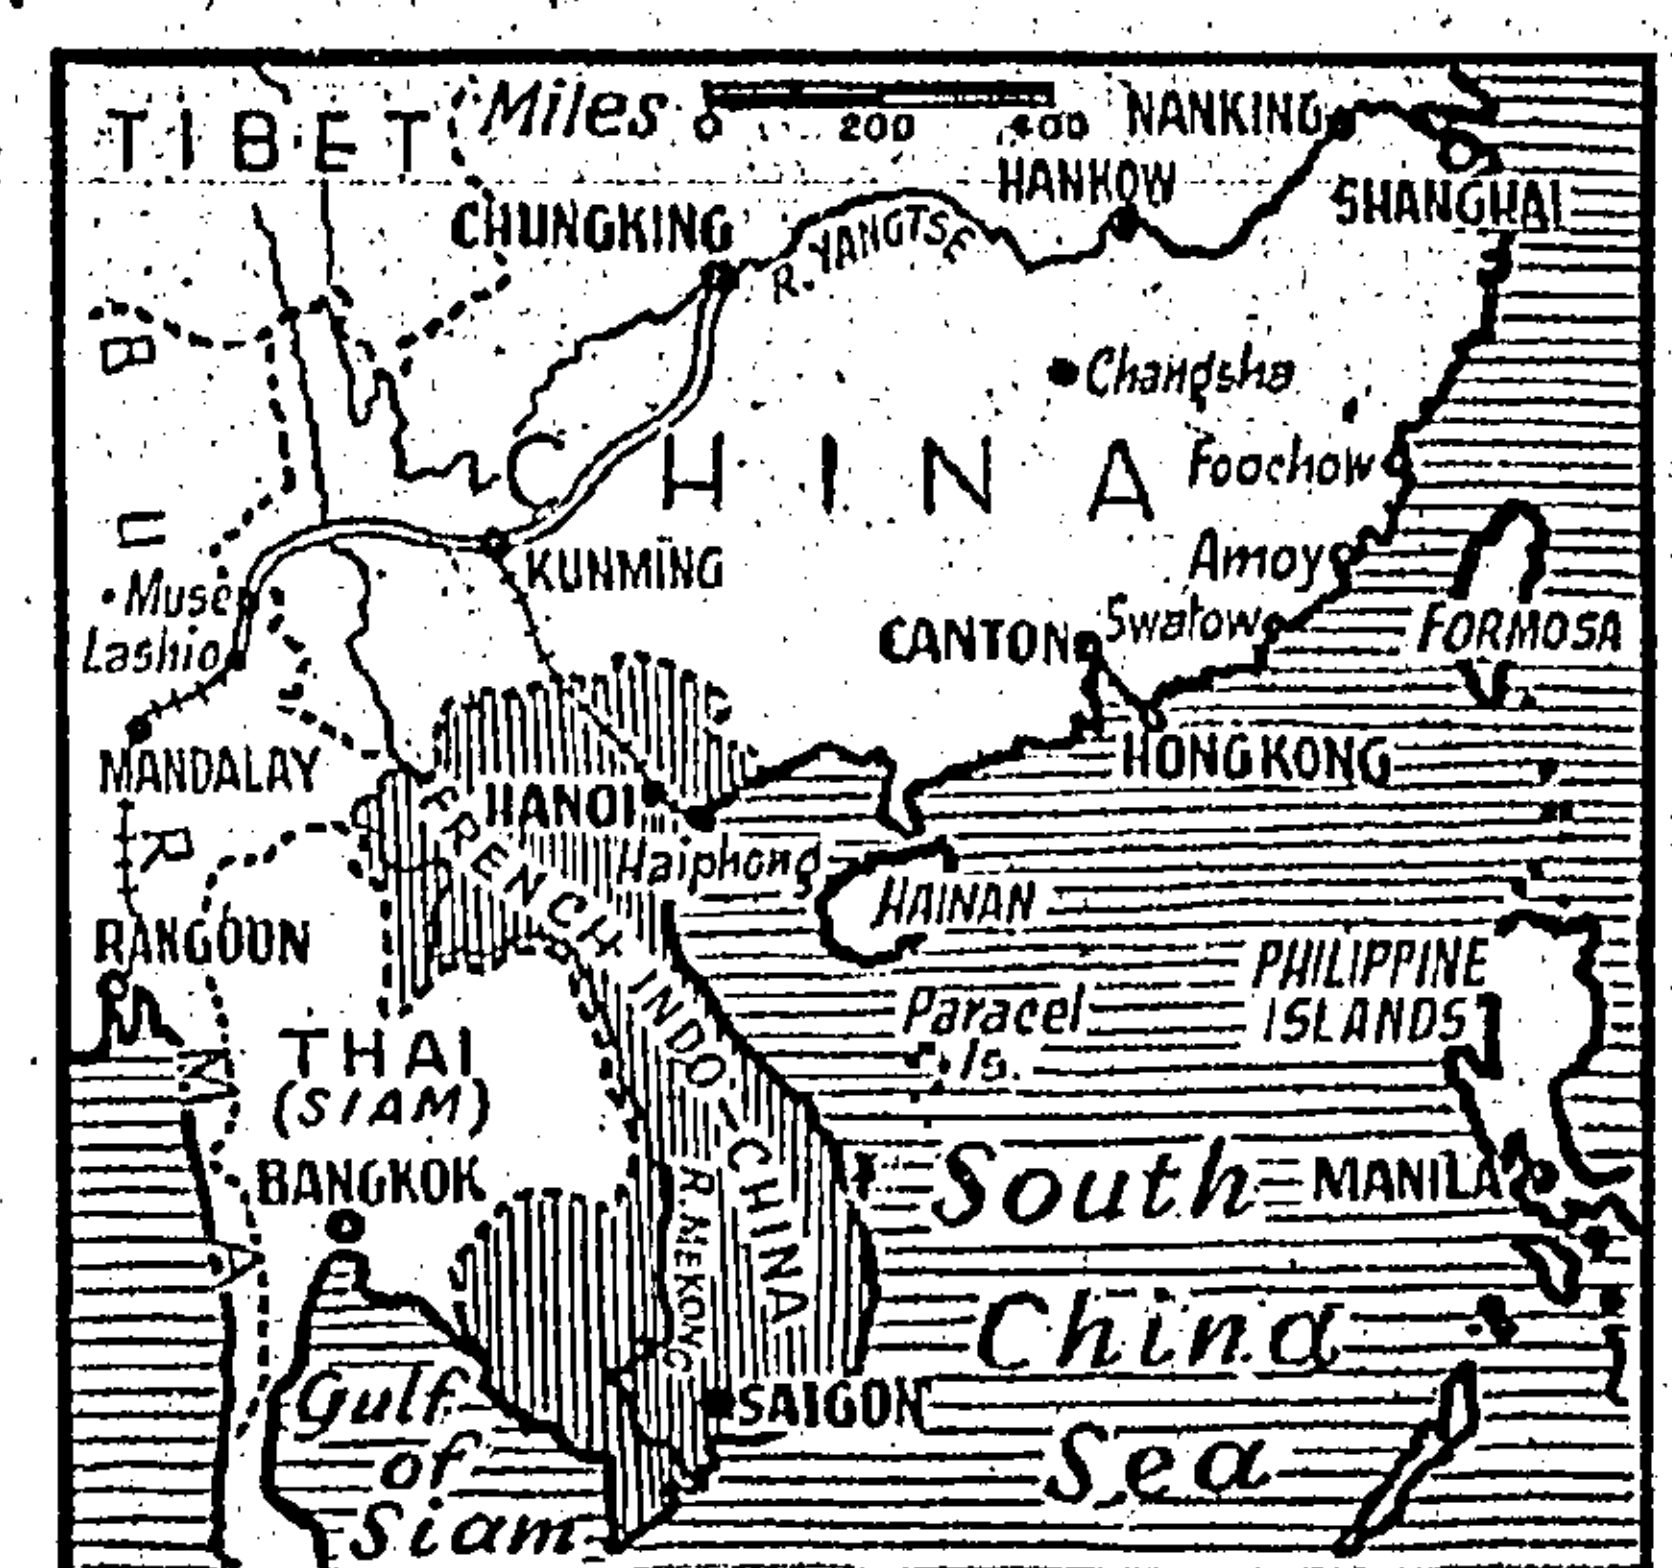 TIBET
Miles
0 200 400
NANKING
HANKOW
SHANGHAI
CHUNGKING
R. YANGTSE
Changsha
CHINA
Foochow
KUNMING
Amoy
Muse
Lashio
CANTON
Swatow
FORMOSA
MANDALAY
HONGKONG
HANOI
Haiphong
HAINAN
RANGOON
BURMA
FRENCH INDO-CHINA
PHILIPPINE
ISLANDS
Paracel
Is.
THAI
(SIAM)
BANGKOK
R. MEKONG
MANILA
SAIGON
South
China
Sea
Gulf
of
Siam